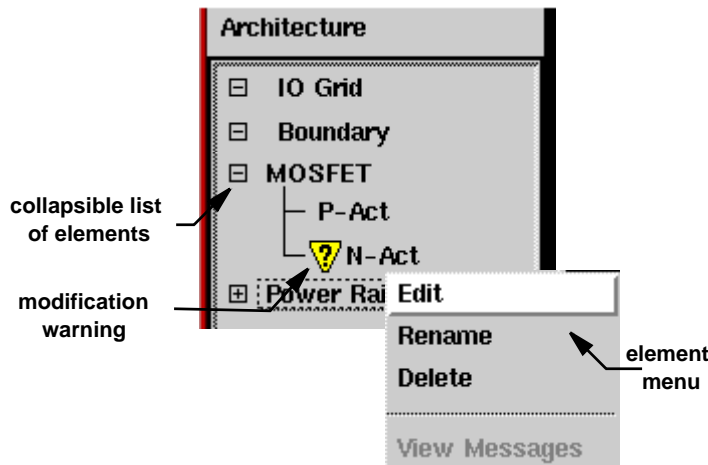 Architecture
IO Grid
Boundary
MOSFET
P-Act
? N-Act
Power Rai
collapsible list
of elements
modification
warning
Edit
Rename
Delete
View Messages
element
menu